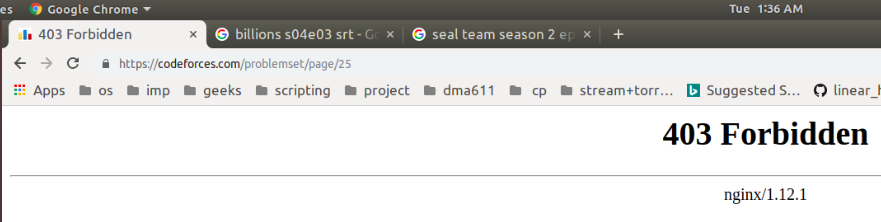 es Google Chrome Tue 1:36 AM
403 Forbidden billions s04e03 srt - Go seal team season 2 ep
https://codeforces.com/problemset/page/25
Apps os imp geeks scripting project dma611 cp stream+torr... Suggested S... linear_h
403 Forbidden
nginx/1.12.1